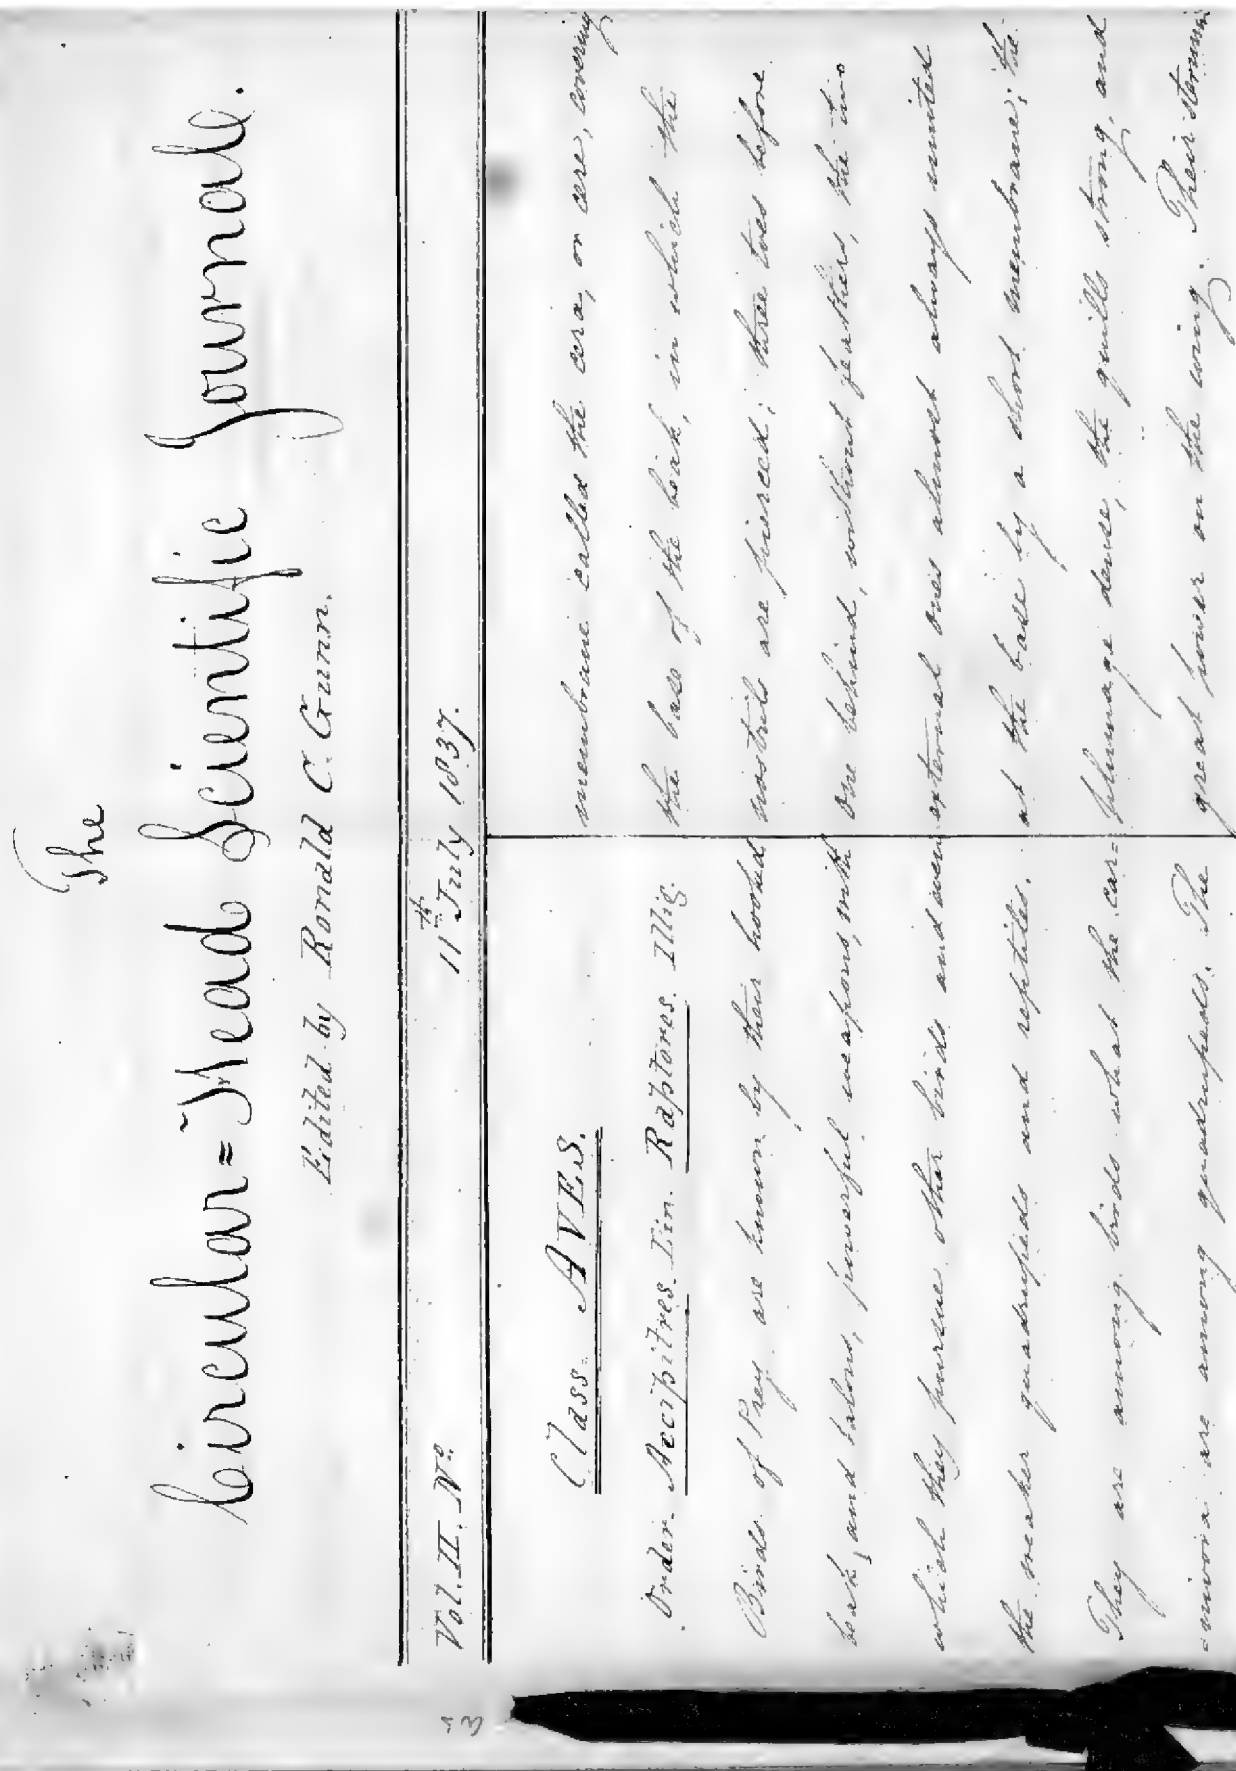 The
Circular=Head Scientific Journal.
Edited by Ronald C. Gunn.
Vol. II. No.
11th July 1837.
Class. AVES.
Order. Accipitres. Lin. Raptores. Illig
Birds of Prey are known by their hooked
beak, and talons, powerful weapons, with
which they pursue other birds and even
the weaker quadrupeds and reptiles.
They are among birds what the car=
=nivora are among quadrupeds. The
membrane called the cera, or cere, covering
the base of the beak, in which the
nostrils are pierced; three toes before
one behind, without feathers, the two
external ones almost always united
at the base by a short membrane; the
plumage dense, the quills strong, and
great power on the wing. Their sternum